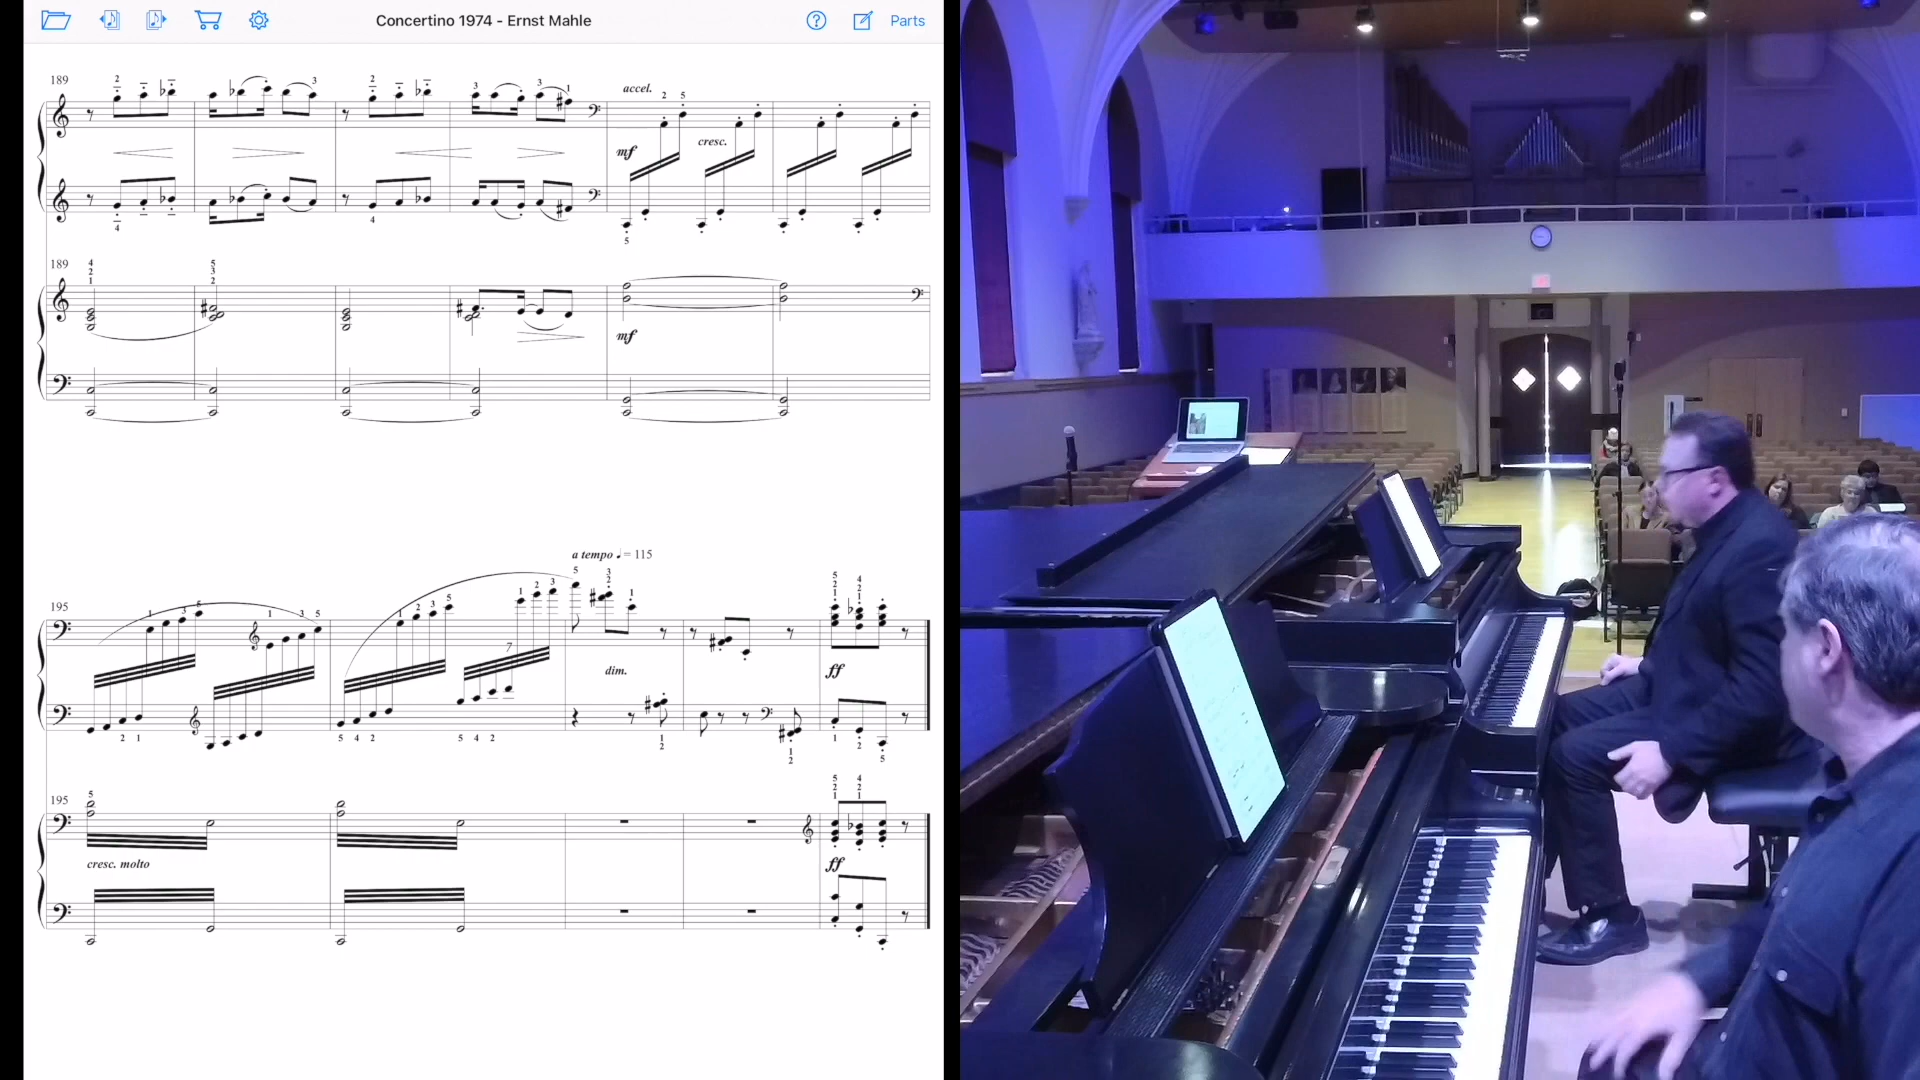 Concertino 1974 - Ernst Mahle
Parts
189
accel.
mf
cresc.
189
mf
a tempo ♩ = 115
195
dim.
ff
7
195
cresc. molto
ff